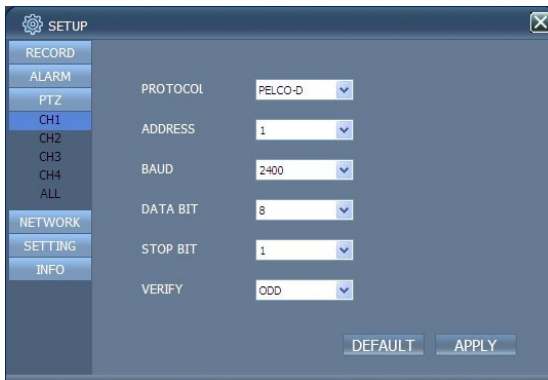 SETUP
RECORD
ALARM
PTZ
CH1
CH2
CH3
CH4
ALL
NETWORK
SETTING
INFO
PROTOCOL PELCO-D
ADDRESS 1
BAUD 2400
DATA BIT 8
STOP BIT 1
VERIFY ODD
DEFAULT APPLY